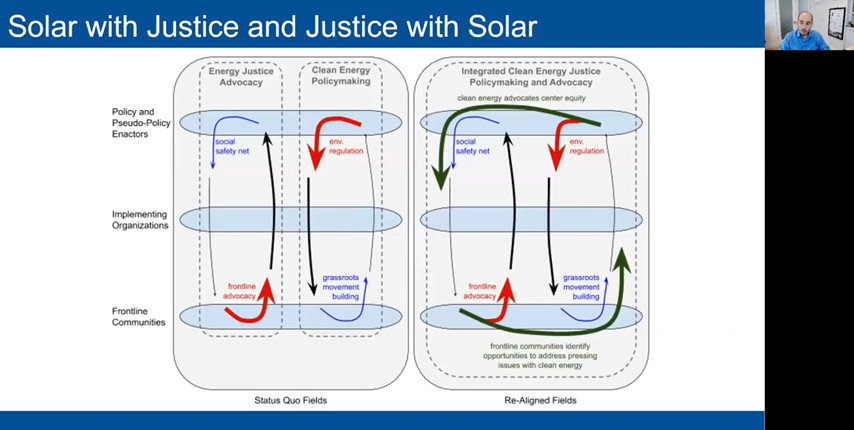 Solar with Justice and Justice with Solar
Energy Justice
Advocacy
Clean Energy
Policymaking
Integrated Clean Energy Justice
Policymaking and Advocacy
clean energy advocates center equity
Policy and
Pseudo-Policy
Enactors
social
safety net
env.
regulation
social
safety net
env.
regulation
Implementing
Organizations
frontline
advocacy
grassroots
movement
building
frontline
advocacy
grassroots
movement
building
Frontline
Communities
frontline communities identify
opportunities to address pressing
issues with clean energy
Status Quo Fields
Re-Aligned Fields